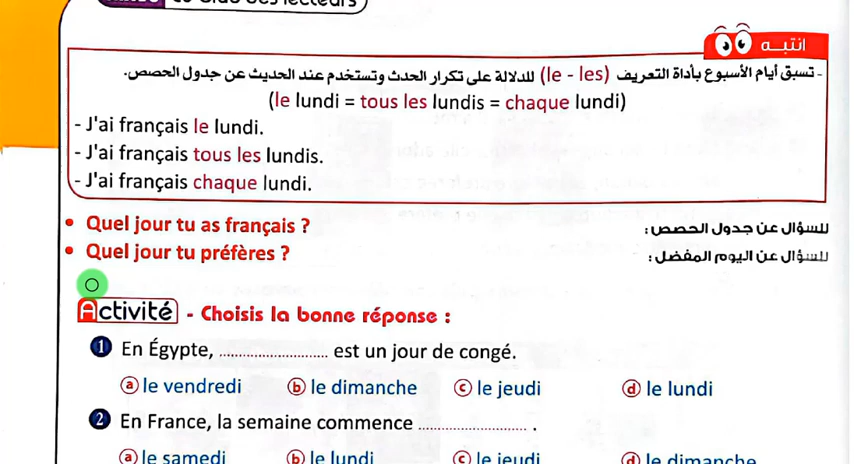 انتبه
- تسبق أيام الأسبوع بأداة التعريف (le - les) للدلالة على تكرار الحدث وتستخدم عند الحديث عن جدول الحصص.
(le lundi = tous les lundis = chaque lundi)
- J'ai français le lundi.
- J'ai français tous les lundis.
- J'ai français chaque lundi.
• Quel jour tu as français ? للسؤال عن جدول الحصص :
• Quel jour tu préfères ? للسؤال عن اليوم المفضل :
Activité - Choisis la bonne réponse :
1 En Égypte, .............................. est un jour de congé.
a le vendredi b le dimanche c le jeudi d le lundi
2 En France, la semaine commence .............................. .
a le samedi b le lundi c le jeudi d le dimanche